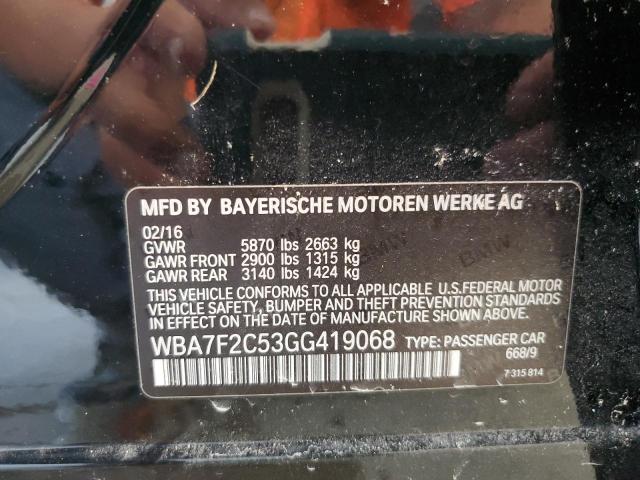 MFD BY BAYERISCHE MOTOREN WERKE AG
02/16
GVWR 5870 lbs 2663 kg
GAWR FRONT 2900 lbs 1315 kg
GAWR REAR 3140 lbs 1424 kg
THIS VEHICLE CONFORMS TO ALL APPLICABLE U.S.FEDERAL MOTOR
VEHICLE SAFETY, BUMPER AND THEFT PREVENTION STANDARDS
IN EFFECT ON THE DATE OF MANUFACTURE SHOWN ABOVE.
WBA7F2C53GG419068 TYPE: PASSENGER CAR
668/9
7 315 814
BMW